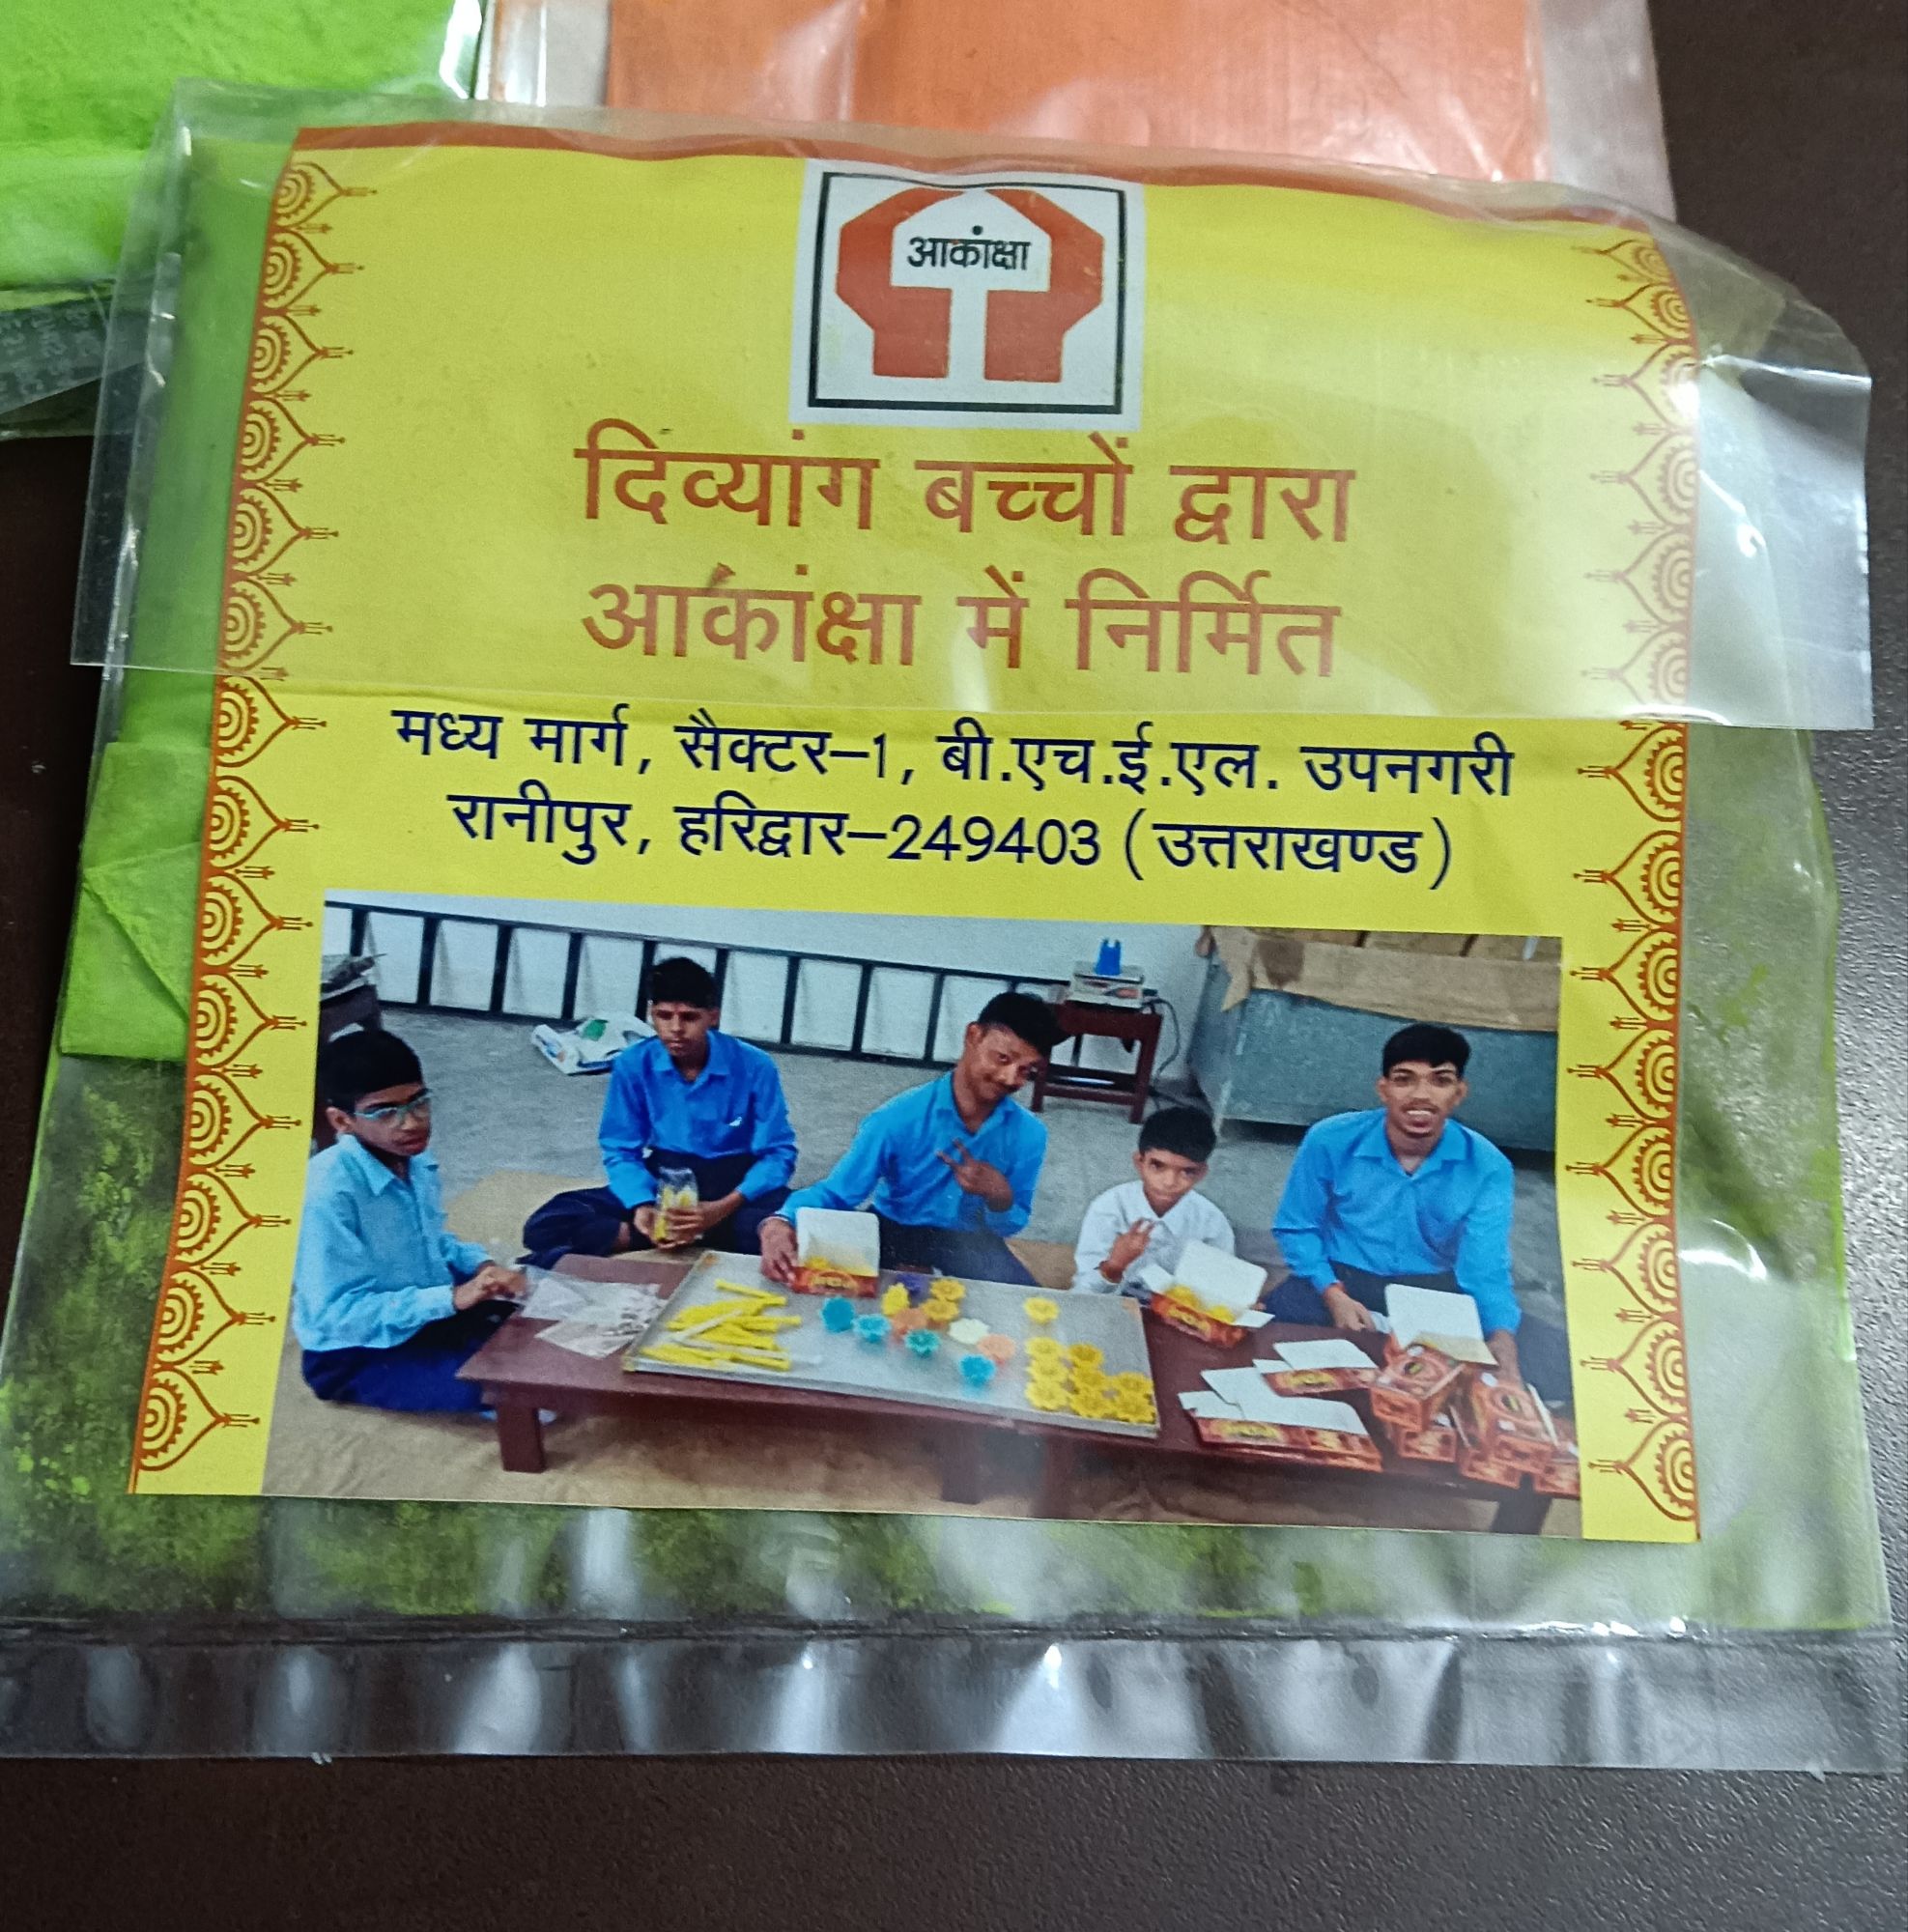 आकांक्षा
दिव्यांग बच्चों द्वारा
आकांक्षा में निर्मित
मध्य मार्ग, सैक्टर–1, बी.एच.ई.एल. उपनगरी
रानीपुर, हरिद्वार–249403 (उत्तराखण्ड)